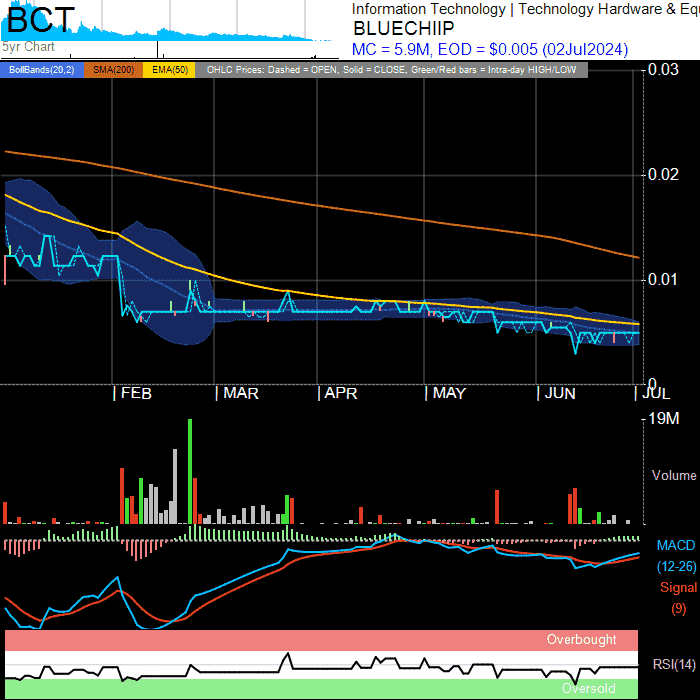 BCT
5yr Chart
Information Technology | Technology Hardware & Equ
BLUECHIIP
MC = 5.9M, EOD = $0.005 (02Jul2024)
BollBands(20,2) SMA(200) EMA(50) OHLC Prices: Dashed = OPEN, Solid = CLOSE, Green/Red bars = Intra-day HIGH/LOW
0.03
0.02
0.01
0
| FEB | MAR | APR | MAY | JUN | JUL
19M
Volume
MACD
(12-26)
Signal
(9)
Overbought
RSI(14)
Oversold